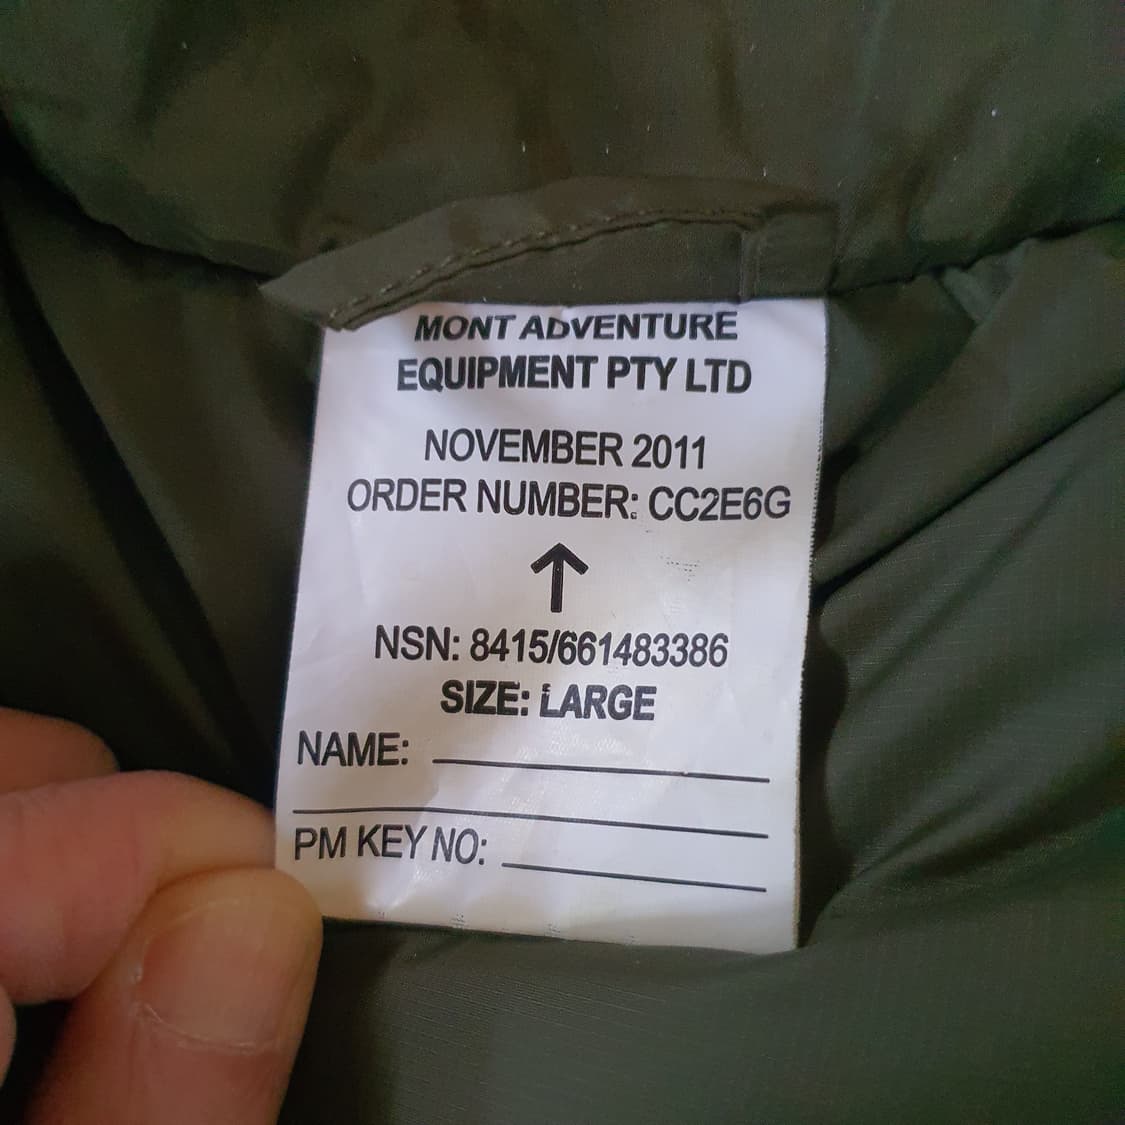 MONT ADVENTURE
EQUIPMENT PTY LTD
NOVEMBER 2011
ORDER NUMBER: CC2E6G
NSN: 8415/661483386
SIZE: LARGE
NAME:
PM KEY NO: